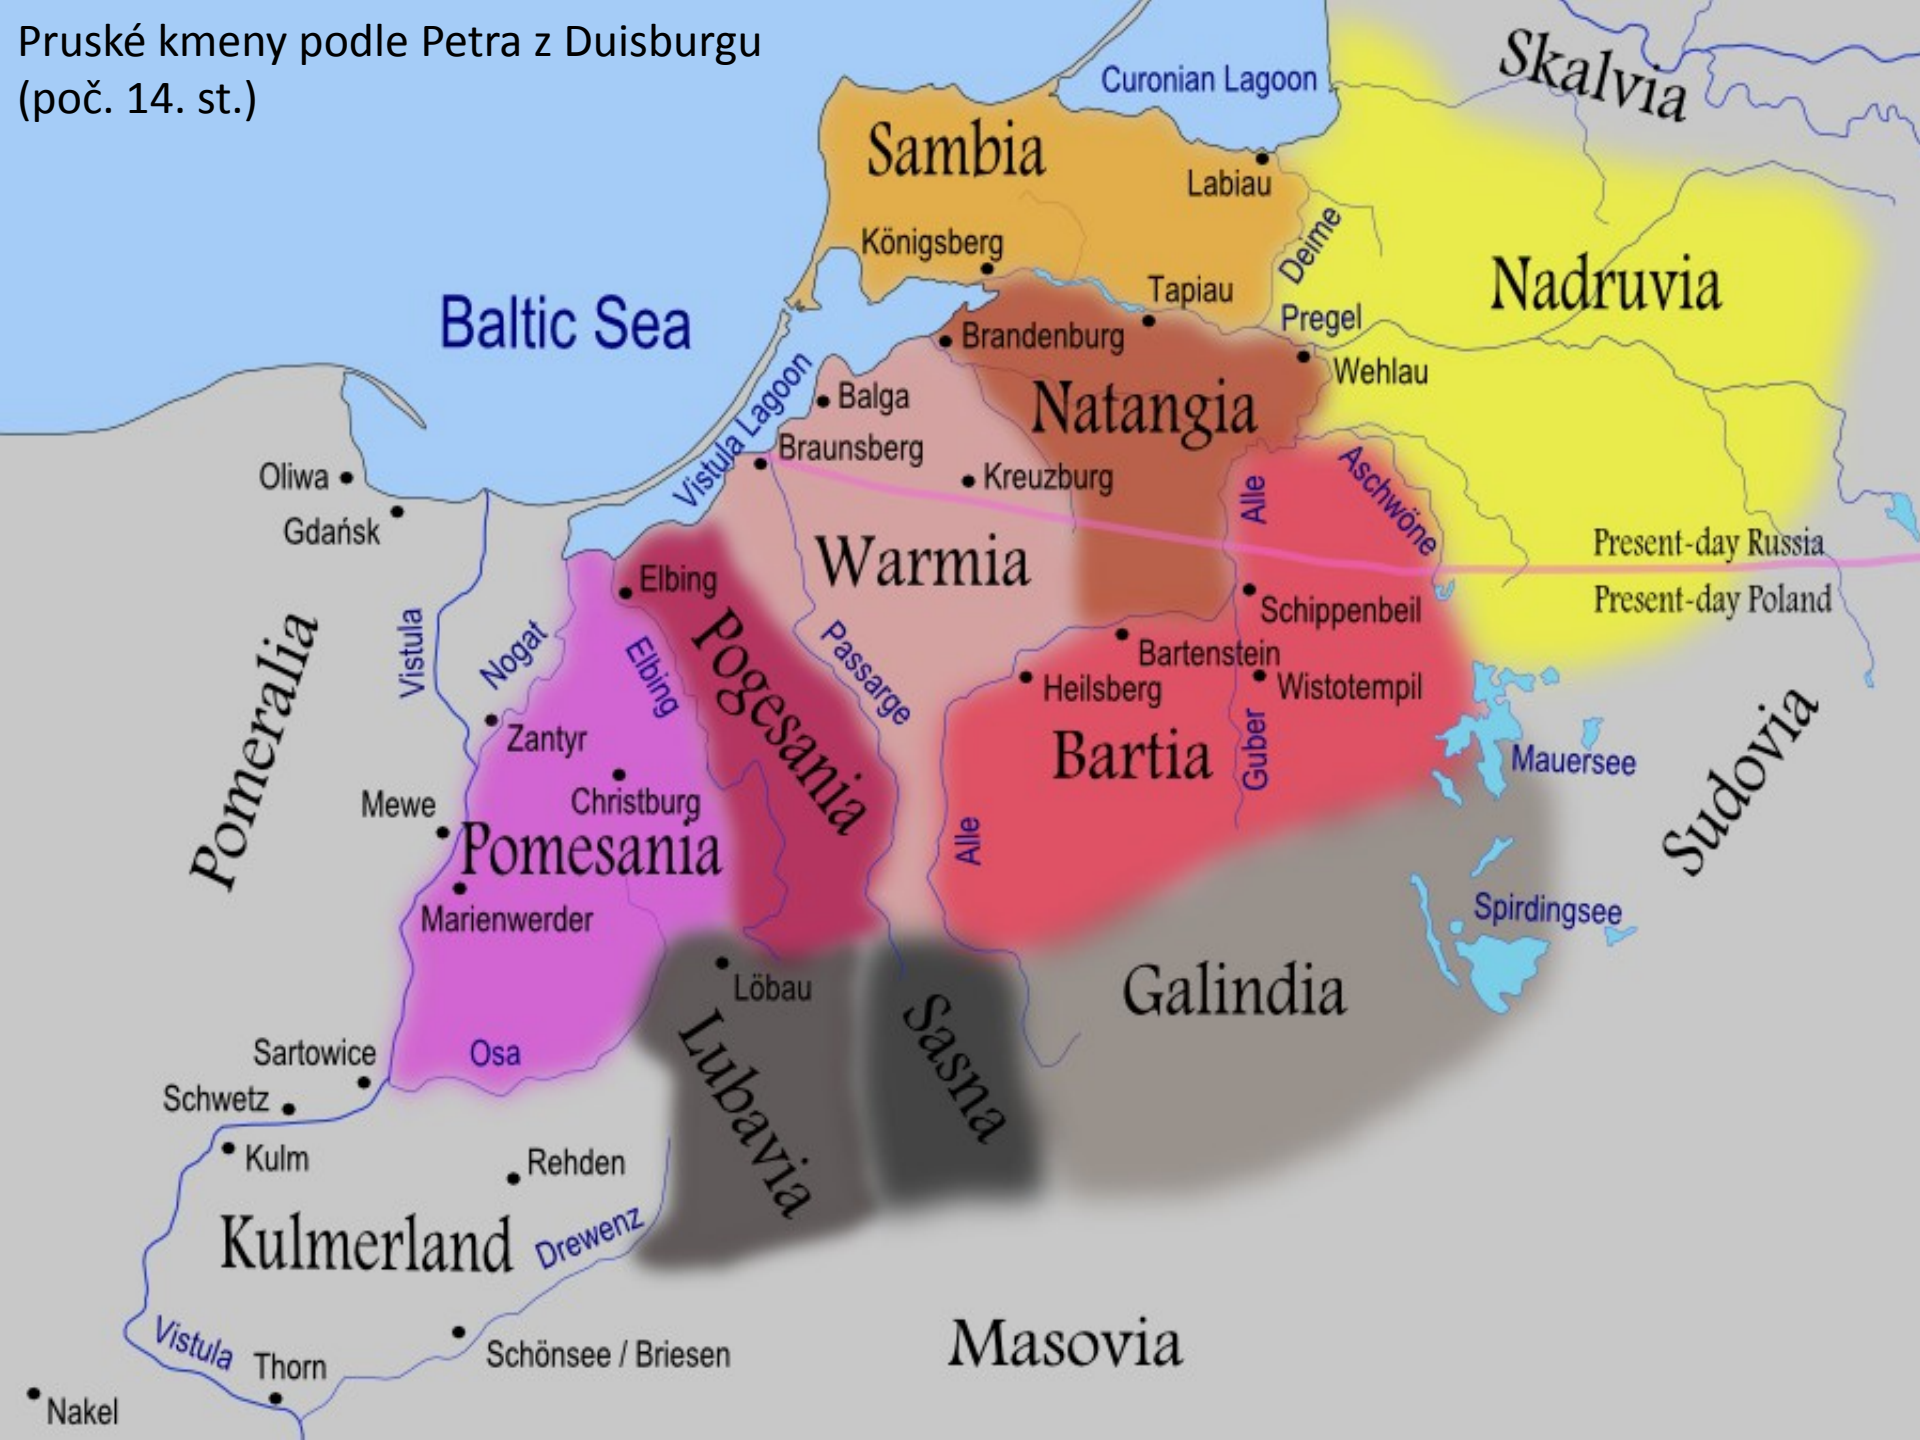 Pruské kmeny podle Petra z Duisburgu
(poč. 14. st.)
Skalvia
Curonian Lagoon
Sambia
Labiau
Königsberg
Deime
Tapiau
Pregel
Nadruvia
Baltic Sea
Brandenburg
Wehlau
Vistula Lagoon
Balga
Natangia
Braunsberg
Oliwa
Kreuzburg
Alle
Aschwöne
Gdańsk
Warmia
Present-day Russia
Present-day Poland
Elbing
Schippenbeil
Pomeralia
Vistula
Nogat
Elbing
Pogesania
Passarge
Bartenstein
Heilsberg
Wistotempil
Zantyr
Bartia
Guber
Mauersee
Sudovia
Mewe
Christburg
Pomesania
Alle
Marienwerder
Spirdingsee
Löbau
Galindia
Sasna
Lubavia
Sartowice
Osa
Schwetz
Kulm
Rehden
Kulmerland
Drewenz
Vistula
Thorn
Schönsee / Briesen
Masovia
Nakel